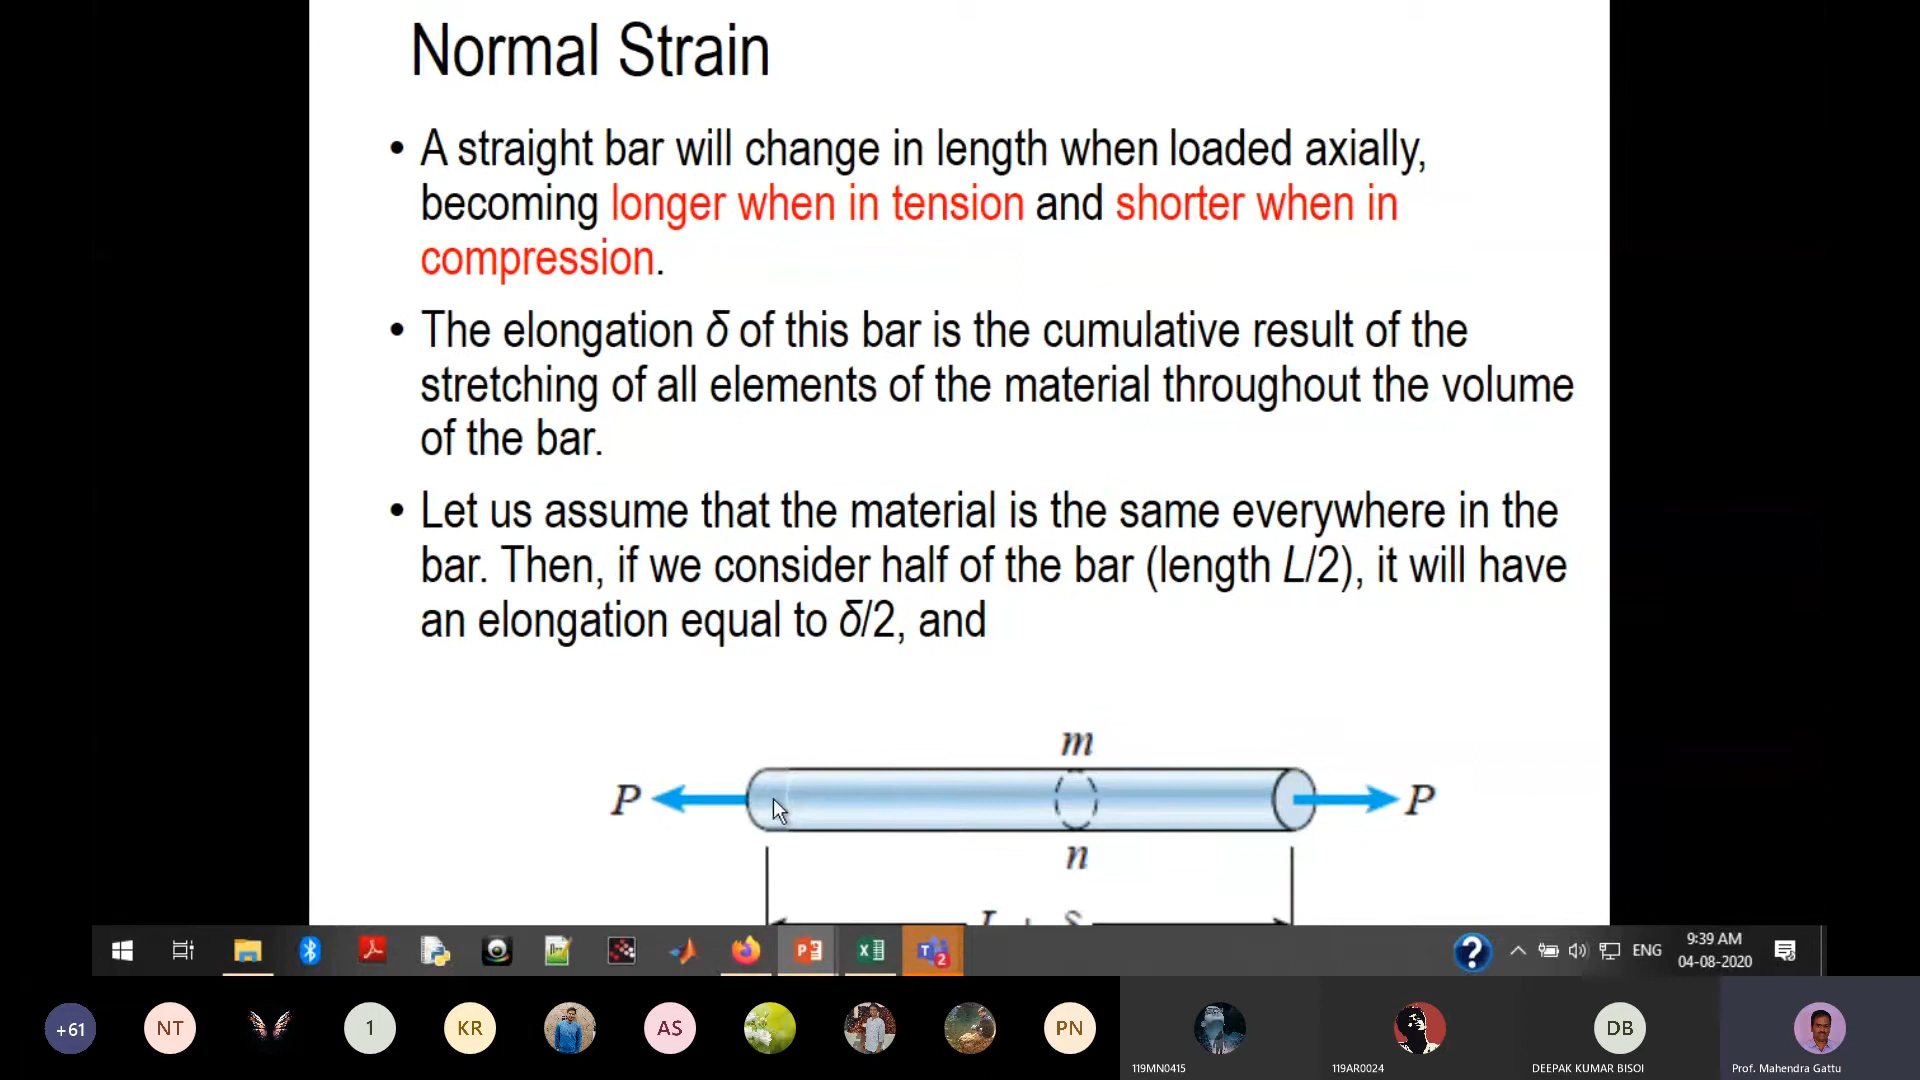 Normal Strain
• A straight bar will change in length when loaded axially,
becoming longer when in tension and shorter when in
compression.
• The elongation δ of this bar is the cumulative result of the
stretching of all elements of the material throughout the volume
of the bar.
• Let us assume that the material is the same everywhere in the
bar. Then, if we consider half of the bar (length L/2), it will have
an elongation equal to δ/2, and
m
P P
n
ENG
9:39 AM
04-08-2020
2
+61 NT 1 KR AS PN DB
119MN0415 119AR0024 DEEPAK KUMAR BISOI Prof. Mahendra Gattu